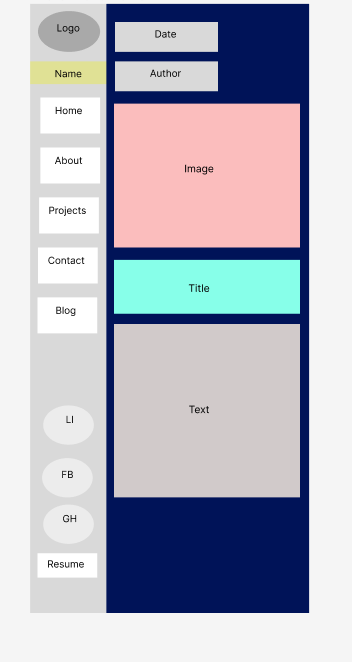 Logo
Name
Home
About
Projects
Contact
Blog
LI
FB
GH
Resume
Date
Author
Image
Title
Text